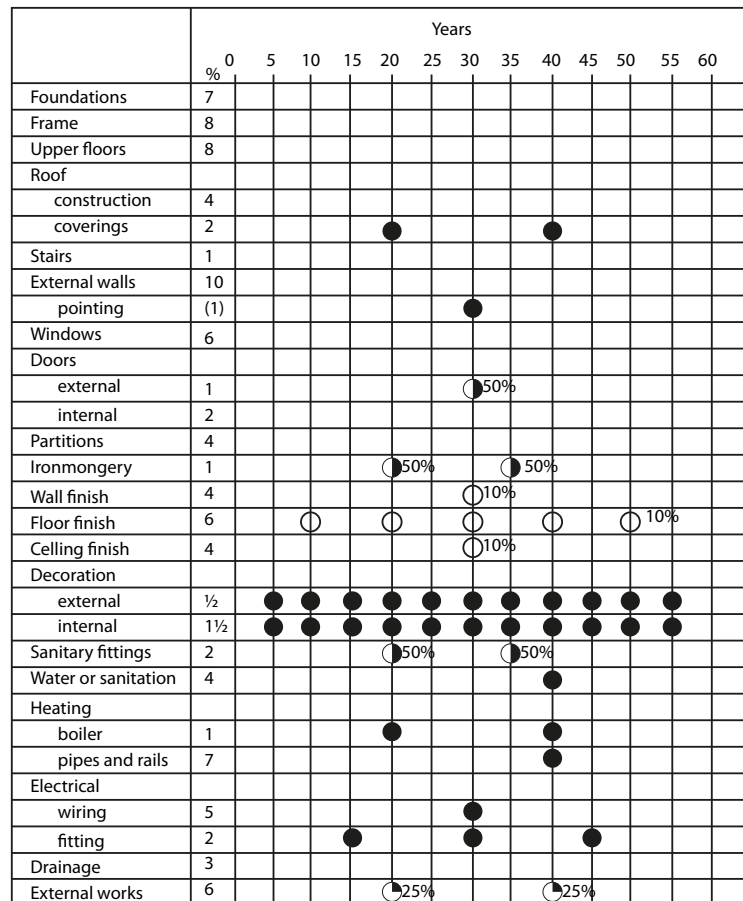 Years
% 0 5 10 15 20 25 30 35 40 45 50 55 60
Foundations 7
Frame 8
Upper floors 8
Roof
construction 4
coverings 2
Stairs 1
External walls 10
pointing (1)
Windows 6
Doors
external 1 50%
internal 2
Partitions 4
Ironmongery 1 50% 50%
Wall finish 4 10%
Floor finish 6 10%
Celling finish 4 10%
Decoration
external ½
internal 1½
Sanitary fittings 2 50% 50%
Water or sanitation 4
Heating
boiler 1
pipes and rails 7
Electrical
wiring 5
fitting 2
Drainage 3
External works 6 25% 25%